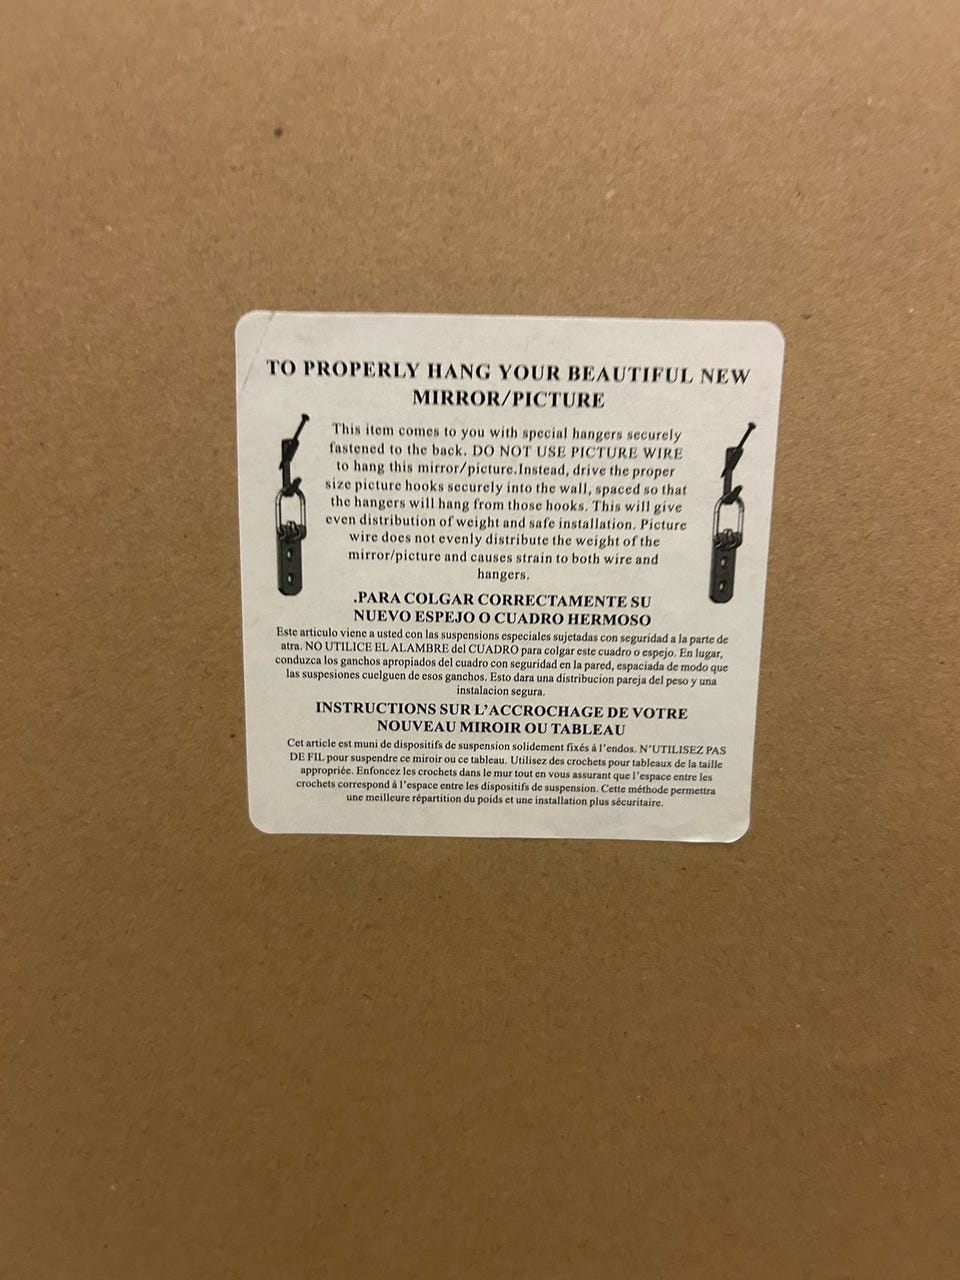 TO PROPERLY HANG YOUR BEAUTIFUL NEW
MIRROR/PICTURE
This item comes to you with special hangers securely
fastened to the back. DO NOT USE PICTURE WIRE
to hang this mirror/picture.Instead, drive the proper
size picture hooks securely into the wall, spaced so that
the hangers will hang from those hooks. This will give
even distribution of weight and safe installation. Picture
wire does not evenly distribute the weight of the
mirror/picture and causes strain to both wire and
hangers.
.PARA COLGAR CORRECTAMENTE SU
NUEVO ESPEJO O CUADRO HERMOSO
Este articulo viene a usted con las suspensions especiales sujetadas con seguridad a la parte de
atra. NO UTILICE EL ALAMBRE del CUADRO para colgar este cuadro o espejo. En lugar,
conduzca los ganchos apropiados del cuadro con seguridad en la pared, espaciada de modo que
las suspesiones cuelguen de esos ganchos. Esto dara una distribucion pareja del peso y una
instalacion segura.
INSTRUCTIONS SUR L'ACCROCHAGE DE VOTRE
NOUVEAU MIROIR OU TABLEAU
Cet article est muni de dispositifs de suspension solidement fixés à l'endos. N'UTILISEZ PAS
DE FIL pour suspendre ce miroir ou ce tableau. Utilisez des crochets pour tableaux de la taille
appropriée. Enfoncez les crochets dans le mur tout en vous assurant que l'espace entre les
crochets correspond à l'espace entre les dispositifs de suspension. Cette méthode permettra
une meilleure répartition du poids et une installation plus sécuritaire.